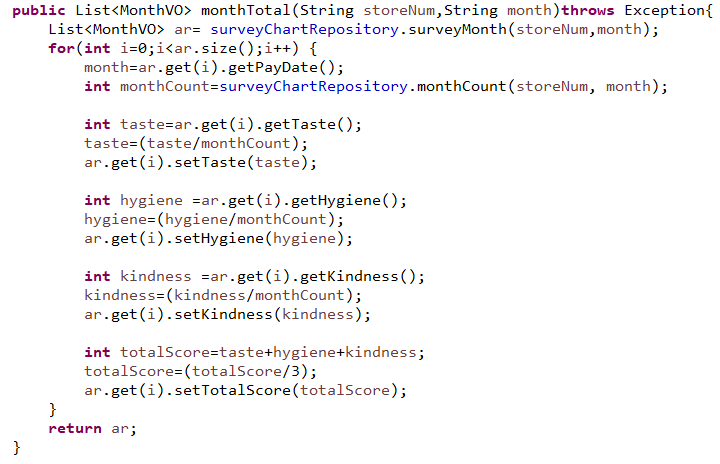 public List<MonthVO> monthTotal(String storeNum,String month)throws Exception{
    List<MonthVO> ar= surveyChartRepository.surveyMonth(storeNum,month);
    for(int i=0;i<ar.size();i++) {
        month=ar.get(i).getPayDate();
        int monthCount=surveyChartRepository.monthCount(storeNum, month);

        int taste=ar.get(i).getTaste();
        taste=(taste/monthCount);
        ar.get(i).setTaste(taste);

        int hygiene =ar.get(i).getHygiene();
        hygiene=(hygiene/monthCount);
        ar.get(i).setHygiene(hygiene);

        int kindness =ar.get(i).getKindness();
        kindness=(kindness/monthCount);
        ar.get(i).setKindness(kindness);

        int totalScore=taste+hygiene+kindness;
        totalScore=(totalScore/3);
        ar.get(i).setTotalScore(totalScore);
    }
    return ar;
}